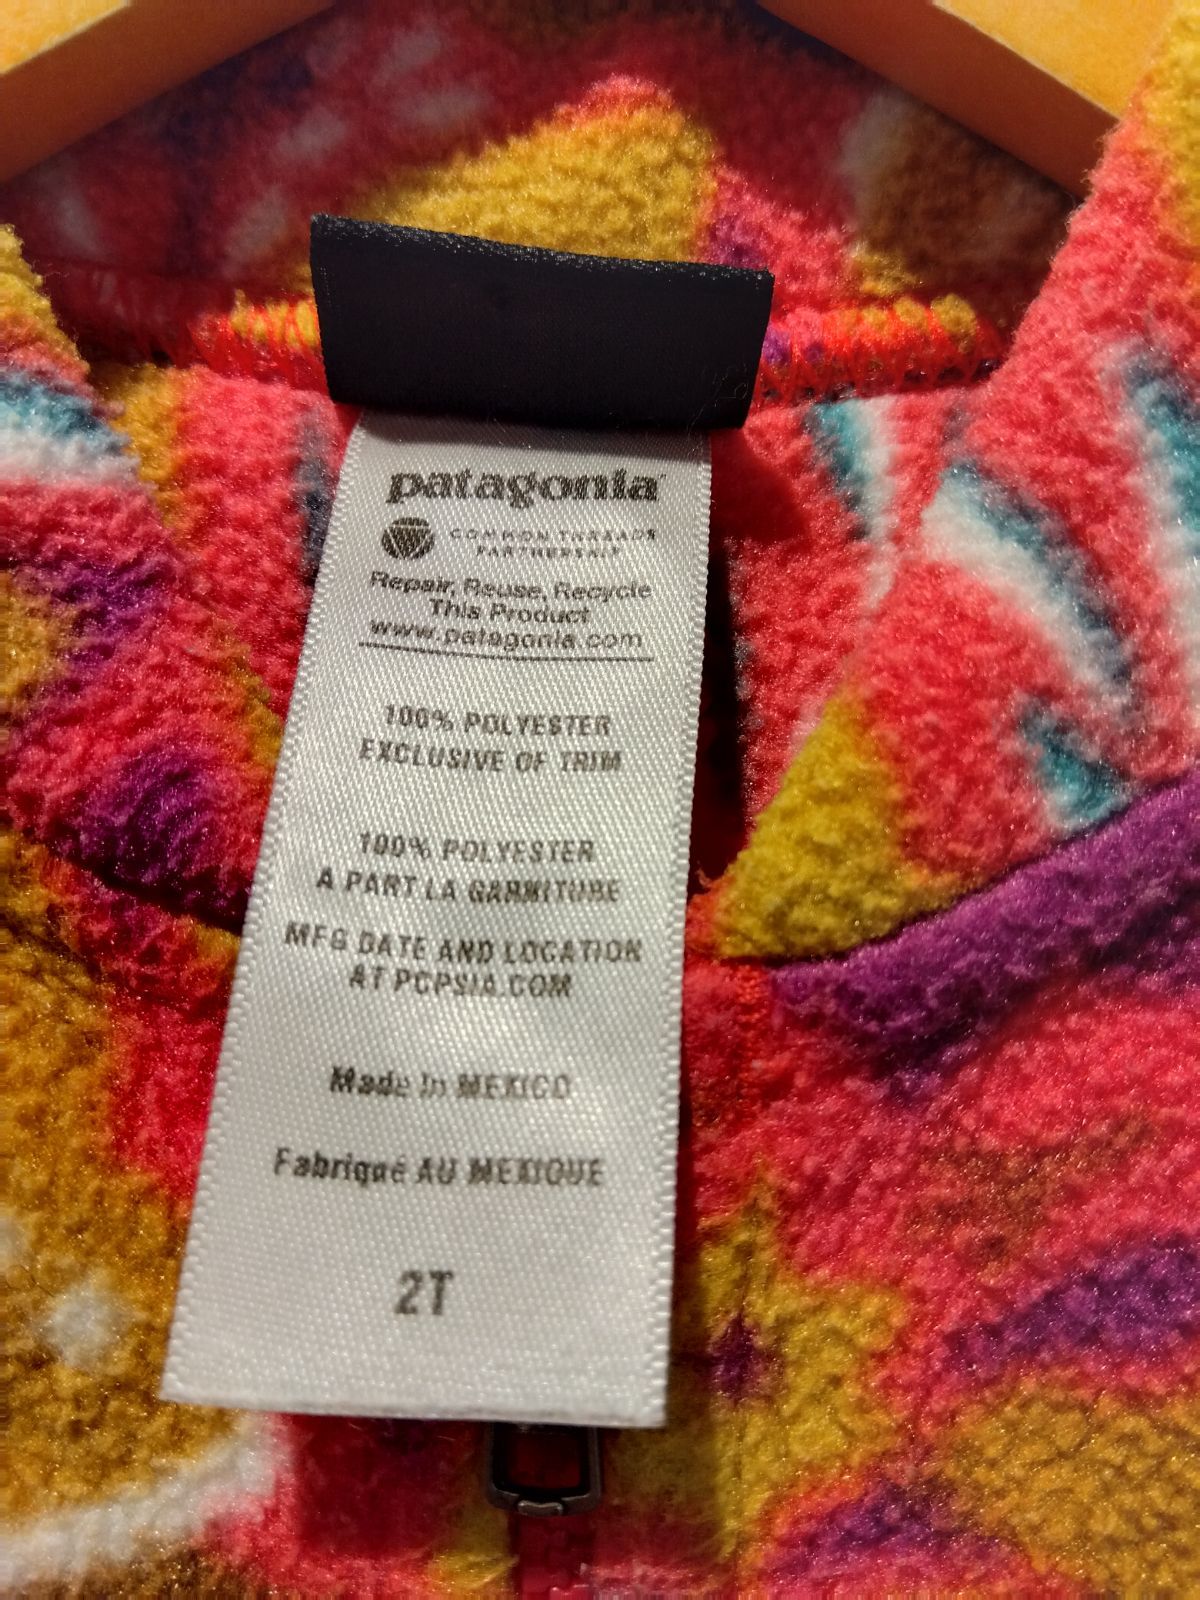 patagonia
COMMON THREADS
PARTNERSHIP
Repair, Reuse, Recycle
This Product
www.patagonia.com
100% POLYESTER
EXCLUSIVE OF TRIM
100% POLYESTER
A PART LA GARNITURE
MFG DATE AND LOCATION
AT PCPSIA.COM
Made in MEXICO
Fabriqué AU MEXIQUE
2T